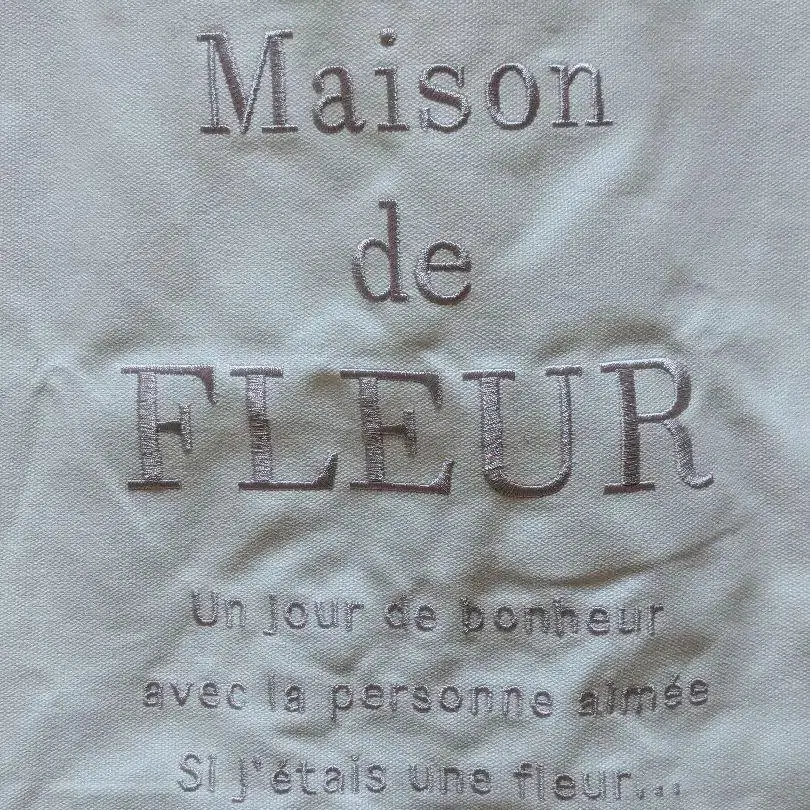 Maison
de
FLEUR
Un jour de bonheur
avec la personne aimée
Si j'étais une fleur...